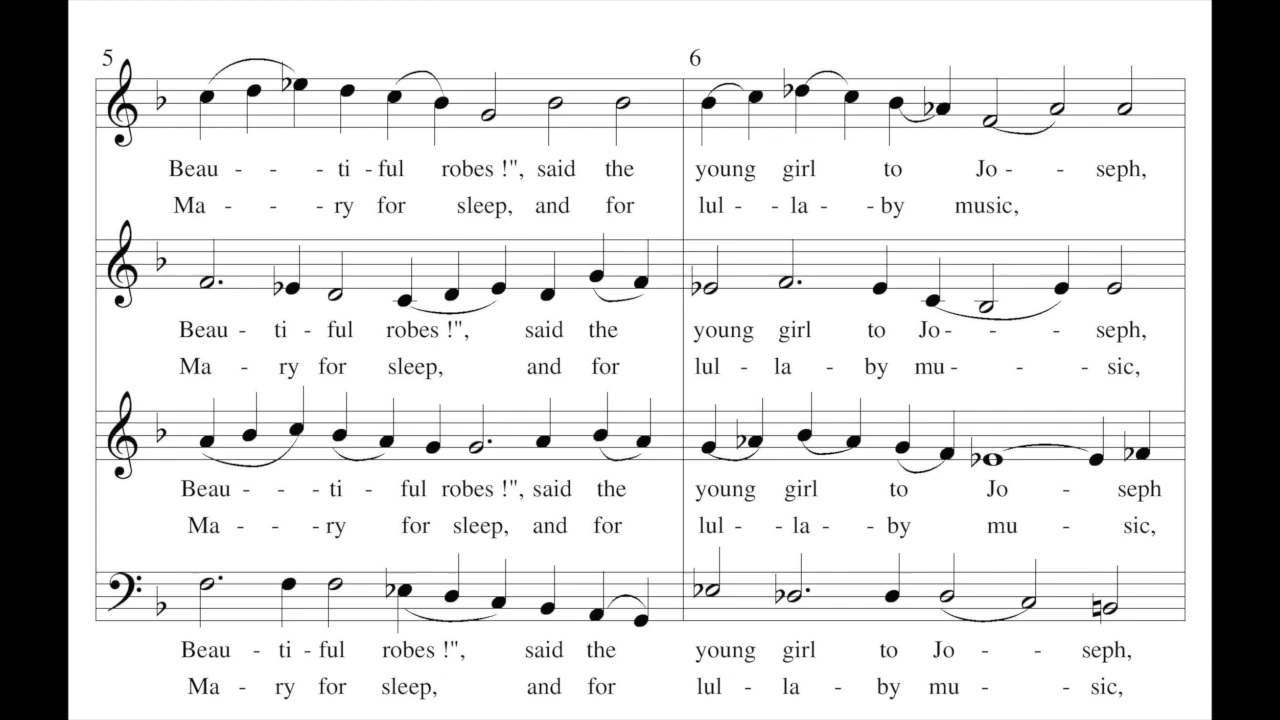 5 6
Beau - - - ti - ful robes !", said the young girl to Jo - - seph,
Ma - - - ry for sleep, and for lul - - la - - by music,
Beau - ti - ful robes !", said the young girl to Jo - - - seph,
Ma - ry for sleep, and for lul - la - by mu - - - sic,
Beau - - - ti - ful robes !", said the young girl to Jo - seph
Ma - - - ry for sleep, and for lul - - la - - by mu - sic,
Beau - ti - ful robes !", said the young girl to Jo - - seph,
Ma - ry for sleep, and for lul - la - by mu - - sic,